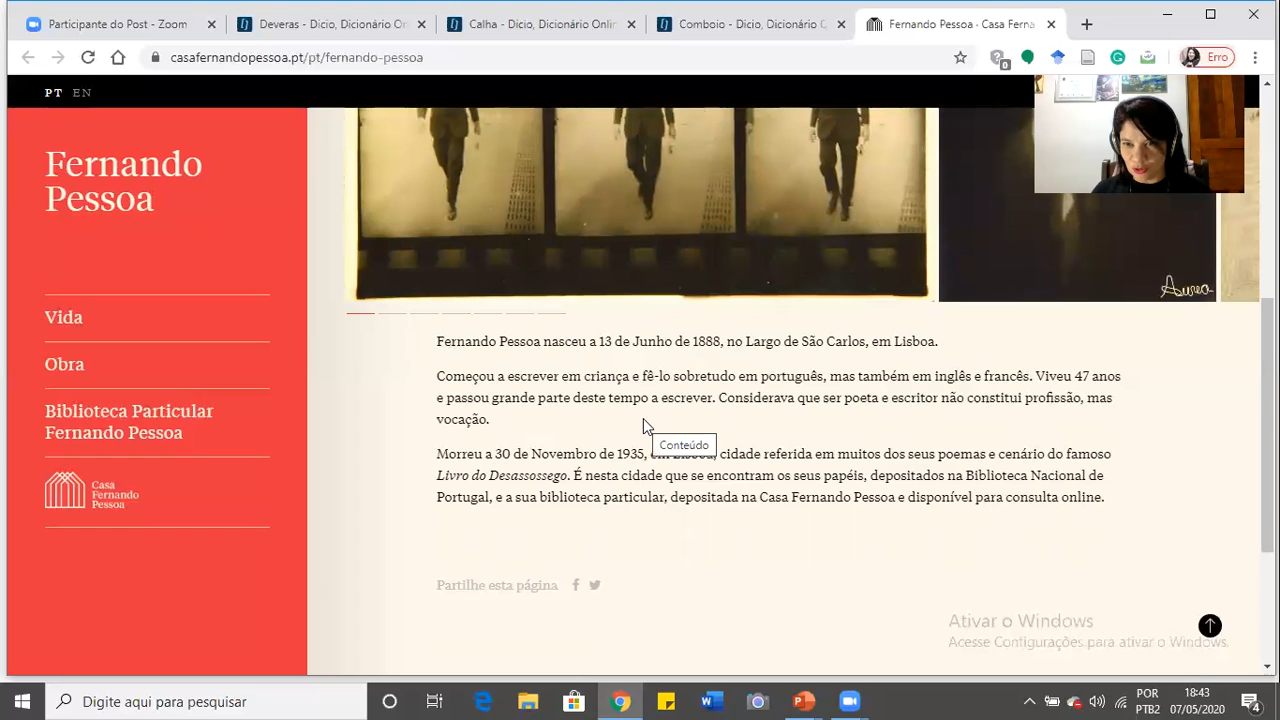 Participante do Post - Zoom
Deveras - Dicio, Dicionário On
Calha - Dicio, Dicionário Onlin
Comboio - Dicio, Dicionário
Fernando Pessoa - Casa Ferna
casafernandopessoa.pt/pt/fernando-pessoa
0
Erro
PT EN
Fernando
Pessoa
Vida
Obra
Biblioteca Particular
Fernando Pessoa
Casa
Fernando
Pessoa
Aurea
Fernando Pessoa nasceu a 13 de Junho de 1888, no Largo de São Carlos, em Lisboa.
Começou a escrever em criança e fê-lo sobretudo em português, mas também em inglês e francês. Viveu 47 anos
e passou grande parte deste tempo a escrever. Considerava que ser poeta e escritor não constitui profissão, mas
vocação.
Conteúdo
Morreu a 30 de Novembro de 1935, em Lisboa, cidade referida em muitos dos seus poemas e cenário do famoso
Livro do Desassossego. É nesta cidade que se encontram os seus papéis, depositados na Biblioteca Nacional de
Portugal, e a sua biblioteca particular, depositada na Casa Fernando Pessoa e disponível para consulta online.
Partilhe esta página
Ativar o Windows
Acesse Configurações para ativar o Windows.
Digite aqui para pesquisar
POR
PTB2
18:43
07/05/2020
4